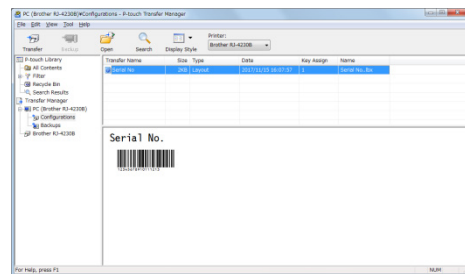 PC (Brother RJ-4230B)¥Configurations - P-touch Transfer Manager
File Edit View Tool Help
Printer:
Brother RJ-4230B
Transfer Backup Open Search Display Style
P-touch Library
All Contents
Filter
Recycle Bin
Search Results
Transfer Manager
PC (Brother RJ-4230B)
Configurations
Backups
Brother RJ-4230B
Transfer Name Size Type Date Key Assign Name
Serial No 2KB Layout 2017/11/15 16:57:37 1 Serial No..lbx
Serial No.
For Help, press F1
NUM